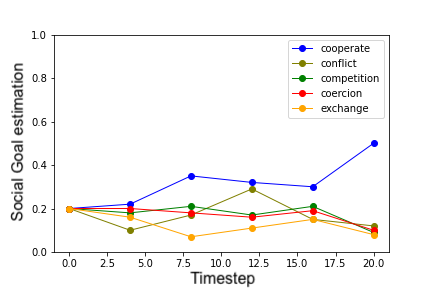 1.0
0.8
0.6
0.4
0.2
0.0
Social Goal estimation
cooperate
conflict
competition
coercion
exchange
0.0 2.5 5.0 7.5 10.0 12.5 15.0 17.5 20.0
Timestep